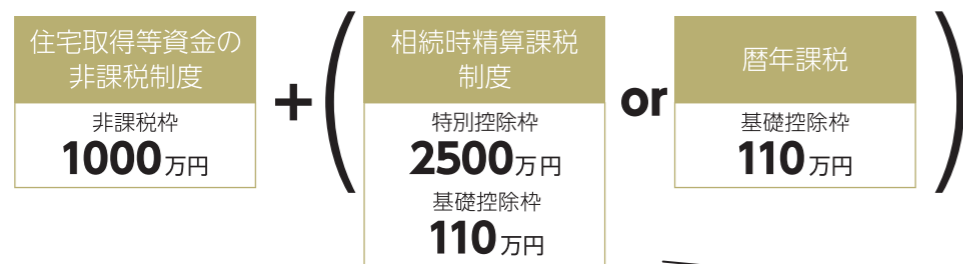 住宅取得等資金の
非課税制度
非課税枠
1000万円
+
(
相続時精算課税
制度
特別控除枠
2500万円
基礎控除枠
110万円
or
暦年課税
基礎控除枠
110万円
)